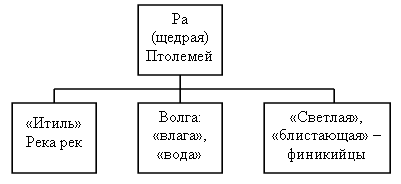 Ра
(щедрая)
Птолемей
«Итиль»
Река рек
Волга:
«влага»,
«вода»
«Светлая»,
«блистающая» –
финикийцы